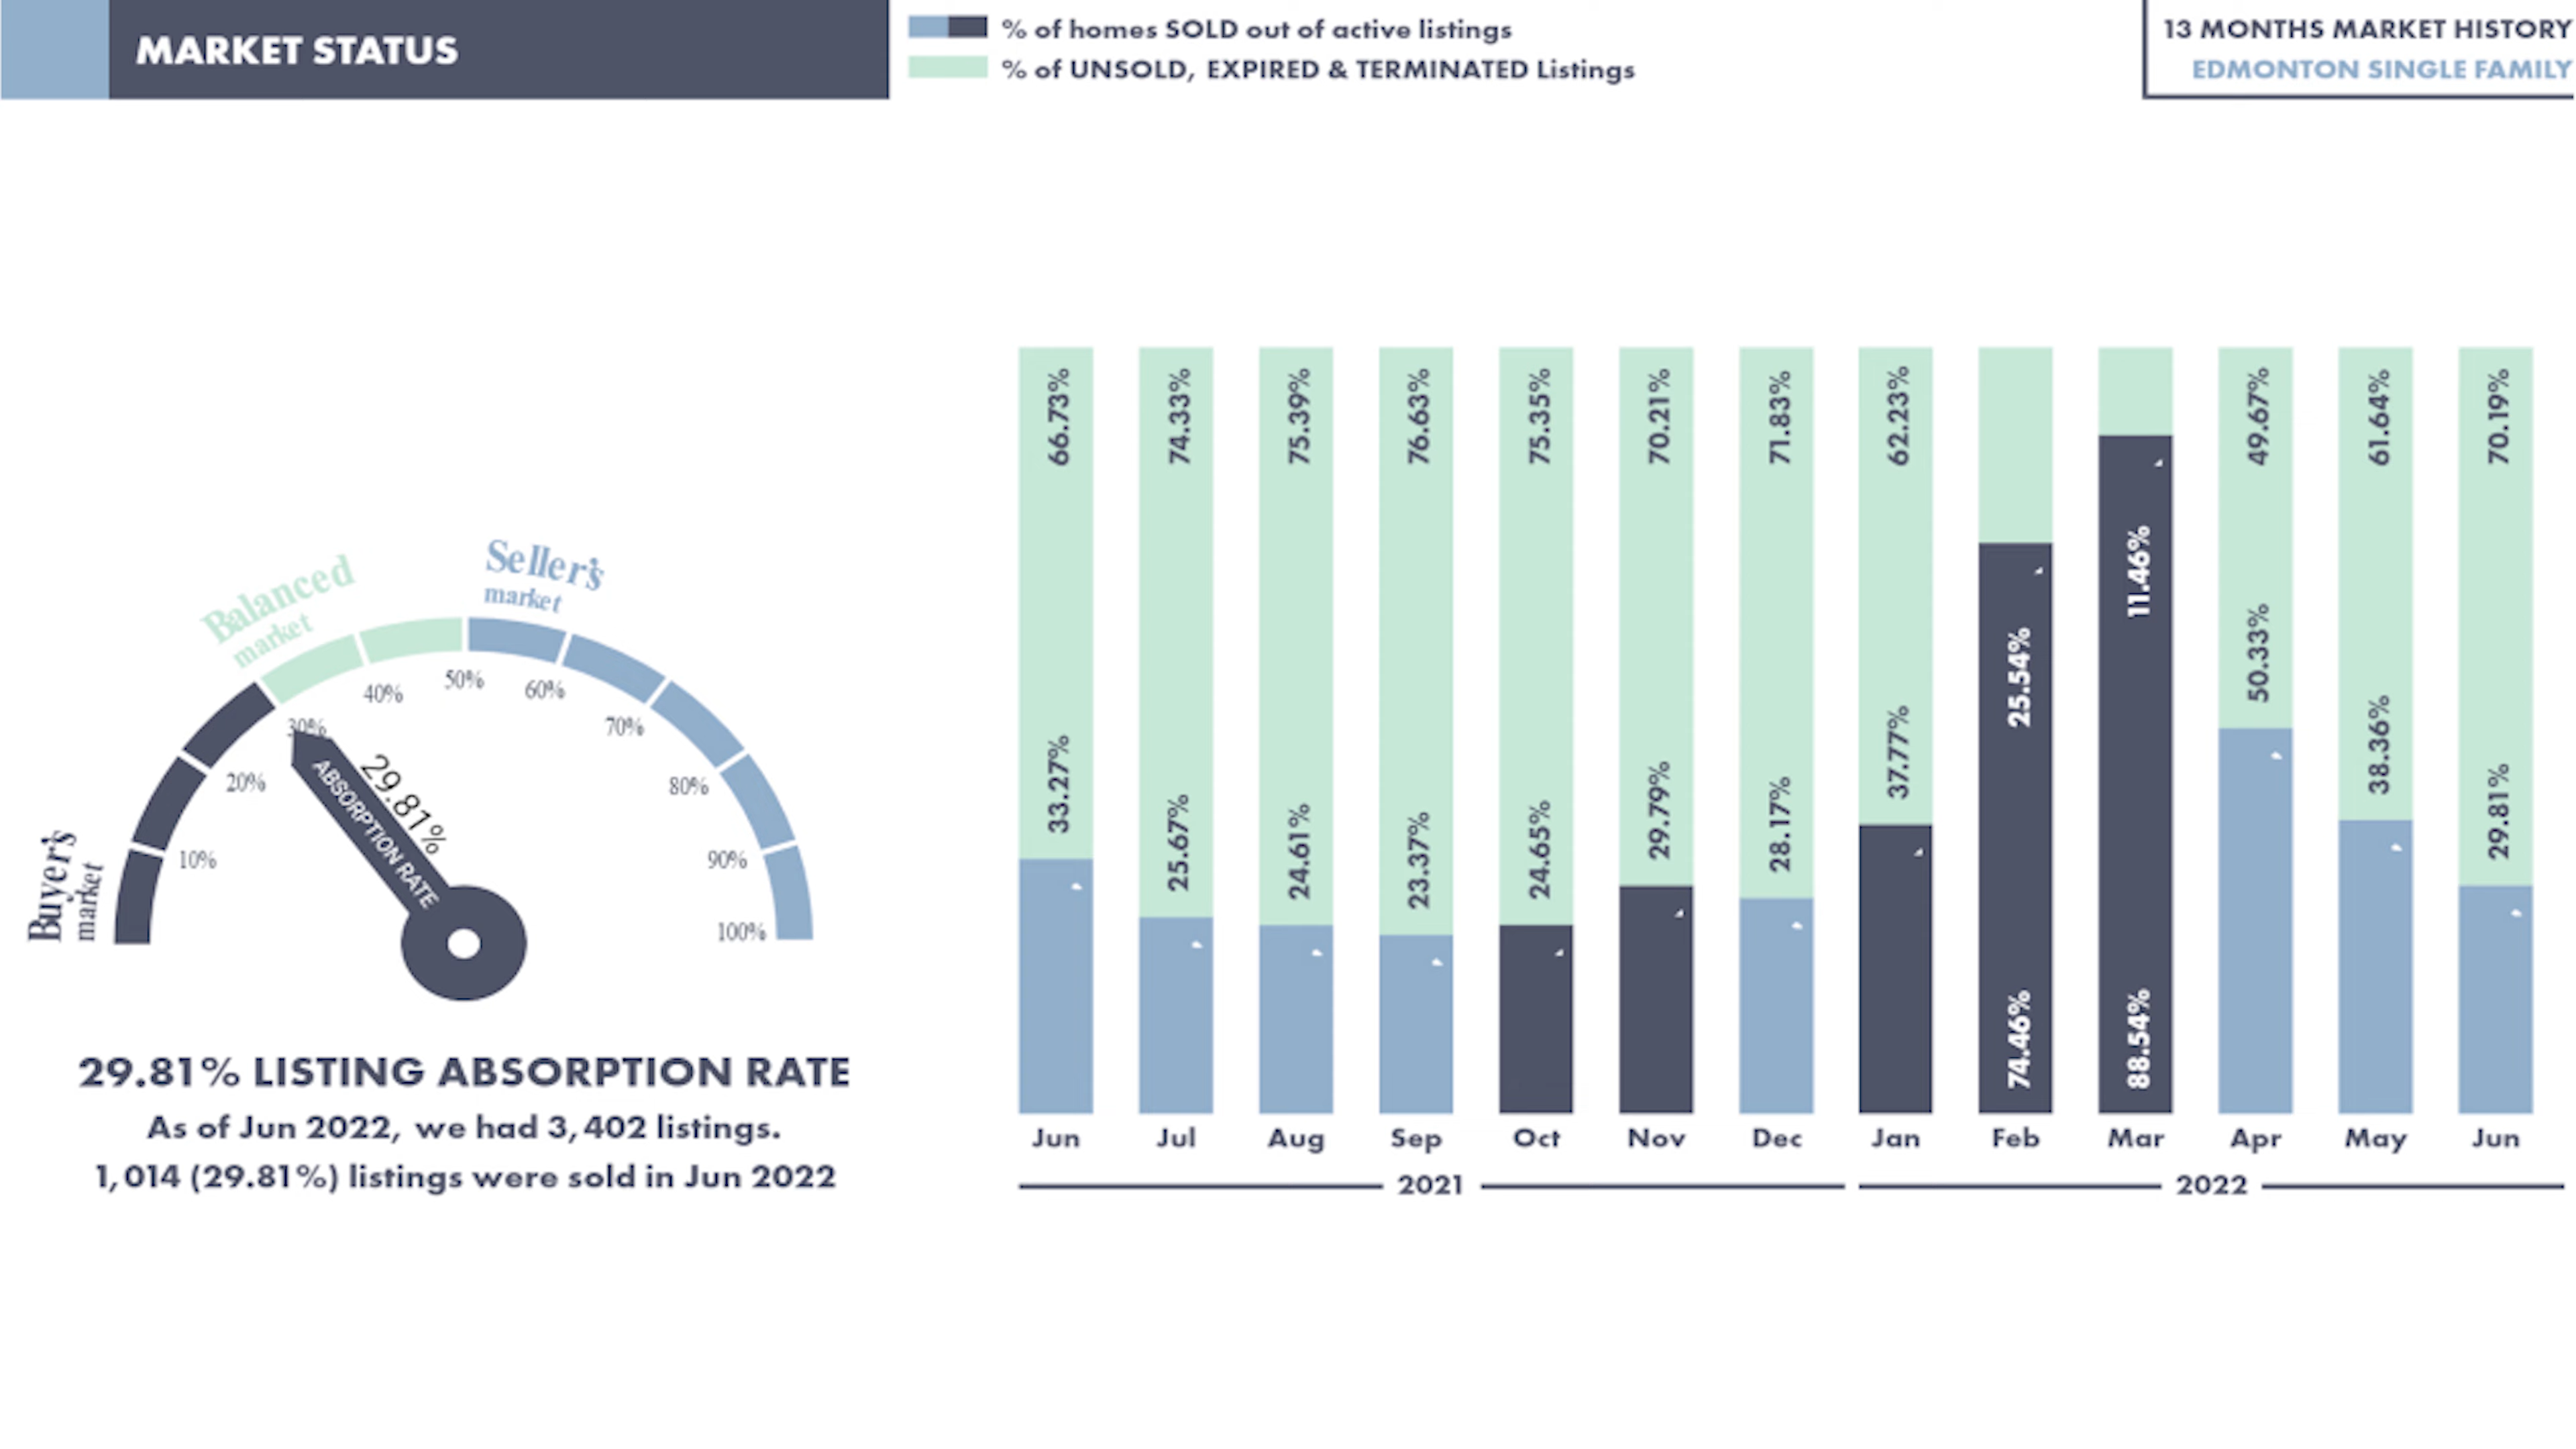 MARKET STATUS
% of homes SOLD out of active listings
% of UNSOLD, EXPIRED & TERMINATED Listings
13 MONTHS MARKET HISTORY
EDMONTON SINGLE FAMILY
Buyer's
market
Balanced
market
Seller's
market
10%
20%
30%
40%
50%
60%
70%
80%
90%
100%
ABSORPTION RATE
29.81%
29.81% LISTING ABSORPTION RATE
As of Jun 2022, we had 3,402 listings.
1,014 (29.81%) listings were sold in Jun 2022
66.73%
33.27%
74.33%
25.67%
75.39%
24.61%
76.63%
23.37%
75.35%
24.65%
70.21%
29.79%
71.83%
28.17%
62.23%
37.77%
25.54%
74.46%
11.46%
88.54%
49.67%
50.33%
61.64%
38.36%
70.19%
29.81%
Jun Jul Aug Sep Oct Nov Dec Jan Feb Mar Apr May Jun
2021 2022